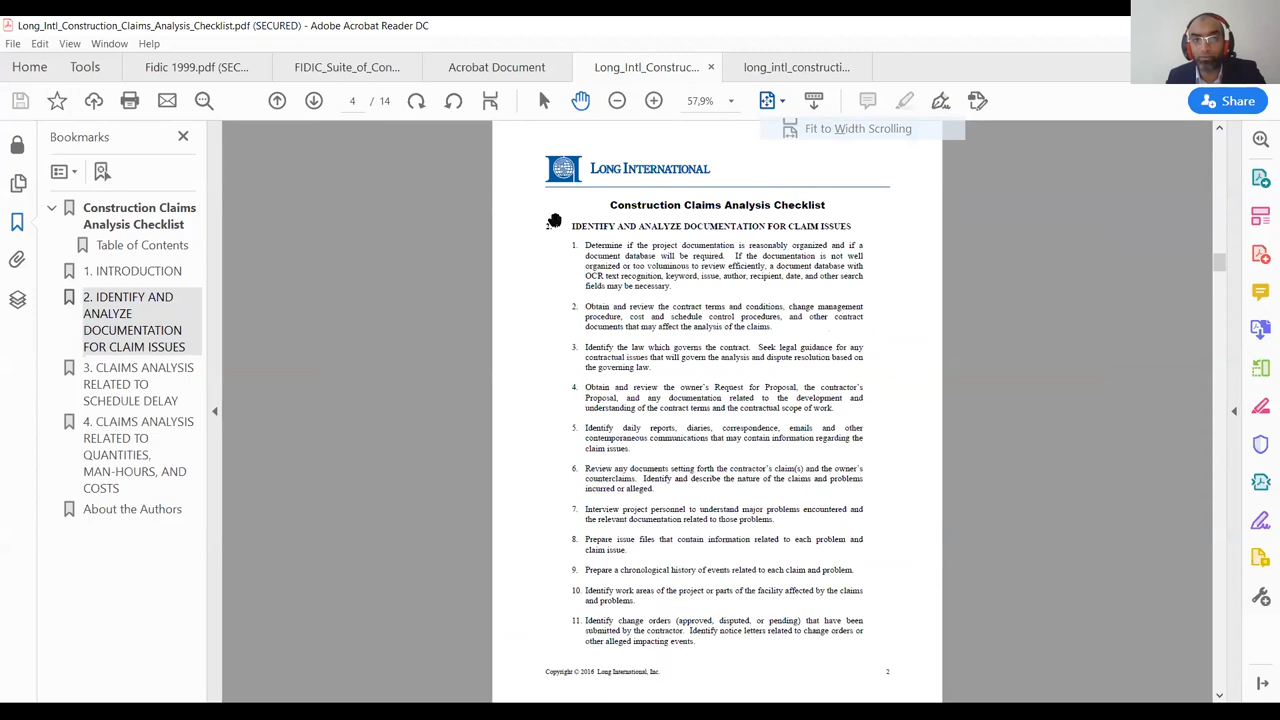 Long_Intl_Construction_Claims_Analysis_Checklist.pdf (SECURED) - Adobe Acrobat Reader DC
File Edit View Window Help
Home Tools Fidic 1999.pdf (SEC... FIDIC_Suite_of_Con... Acrobat Document Long_Intl_Construc... × long_intl_constructi...
4 / 14 57,9% Share
Fit to Width Scrolling
Bookmarks
Construction Claims
Analysis Checklist
Table of Contents
1. INTRODUCTION
2. IDENTIFY AND
ANALYZE
DOCUMENTATION
FOR CLAIM ISSUES
3. CLAIMS ANALYSIS
RELATED TO
SCHEDULE DELAY
4. CLAIMS ANALYSIS
RELATED TO
QUANTITIES,
MAN-HOURS, AND
COSTS
About the Authors
LONG INTERNATIONAL
Construction Claims Analysis Checklist
IDENTIFY AND ANALYZE DOCUMENTATION FOR CLAIM ISSUES
1. Determine if the project documentation is reasonably organized and if a
document database will be required. If the documentation is not well
organized or too voluminous to review efficiently, a document database with
OCR text recognition, keyword, issue, author, recipient, date, and other search
fields may be necessary.
2. Obtain and review the contract terms and conditions, change management
procedure, cost and schedule control procedures, and other contract
documents that may affect the analysis of the claims.
3. Identify the law which governs the contract. Seek legal guidance for any
contractual issues that will govern the analysis and dispute resolution based on
the governing law.
4. Obtain and review the owner's Request for Proposal, the contractor's
Proposal, and any documentation related to the development and
understanding of the contract terms and the contractual scope of work.
5. Identify daily reports, diaries, correspondence, emails and other
contemporaneous communications that may contain information regarding the
claim issues.
6. Review any documents setting forth the contractor's claim(s) and the owner's
counterclaims. Identify and describe the nature of the claims and problems
incurred or alleged.
7. Interview project personnel to understand major problems encountered and
the relevant documentation related to those problems.
8. Prepare issue files that contain information related to each problem and
claim issue.
9. Prepare a chronological history of events related to each claim and problem.
10. Identify work areas of the project or parts of the facility affected by the claims
and problems.
11. Identify change orders (approved, disputed, or pending) that have been
submitted by the contractor. Identify notice letters related to change orders or
other alleged impacting events.
Copyright © 2016 Long International, Inc. 2